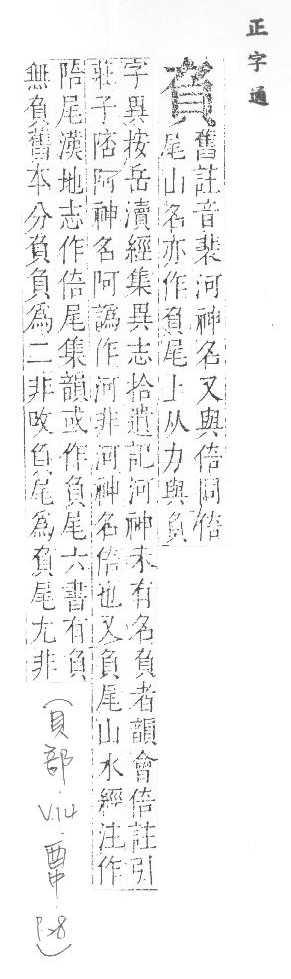 正字通
舊註音裴河神名又與倍同倍
尾山名亦作負尾上从力與負
字異按岳瀆經集異志拾遺記河神未有名負者韻會倍註引
莊子陪阿神名阿譌作河非河神名倍也又負尾山水經注作
陪尾漢地志作倍尾集韻或作負尾六書有負
無負舊本分負負爲二非改負尾爲負尾尤非
(貝部·V.14·酉中 P.8)